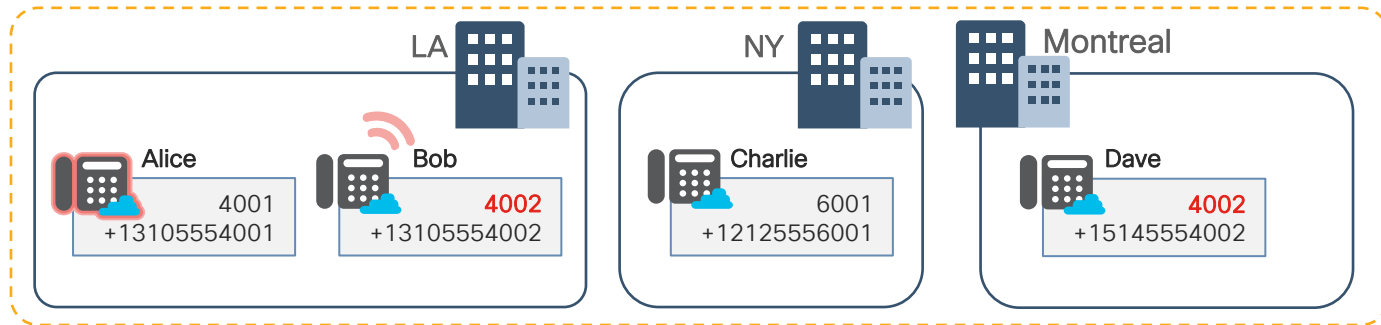 LA
NY
Montreal
Alice
4001
+13105554001
Bob
4002
+13105554002
Charlie
6001
+12125556001
Dave
4002
+15145554002